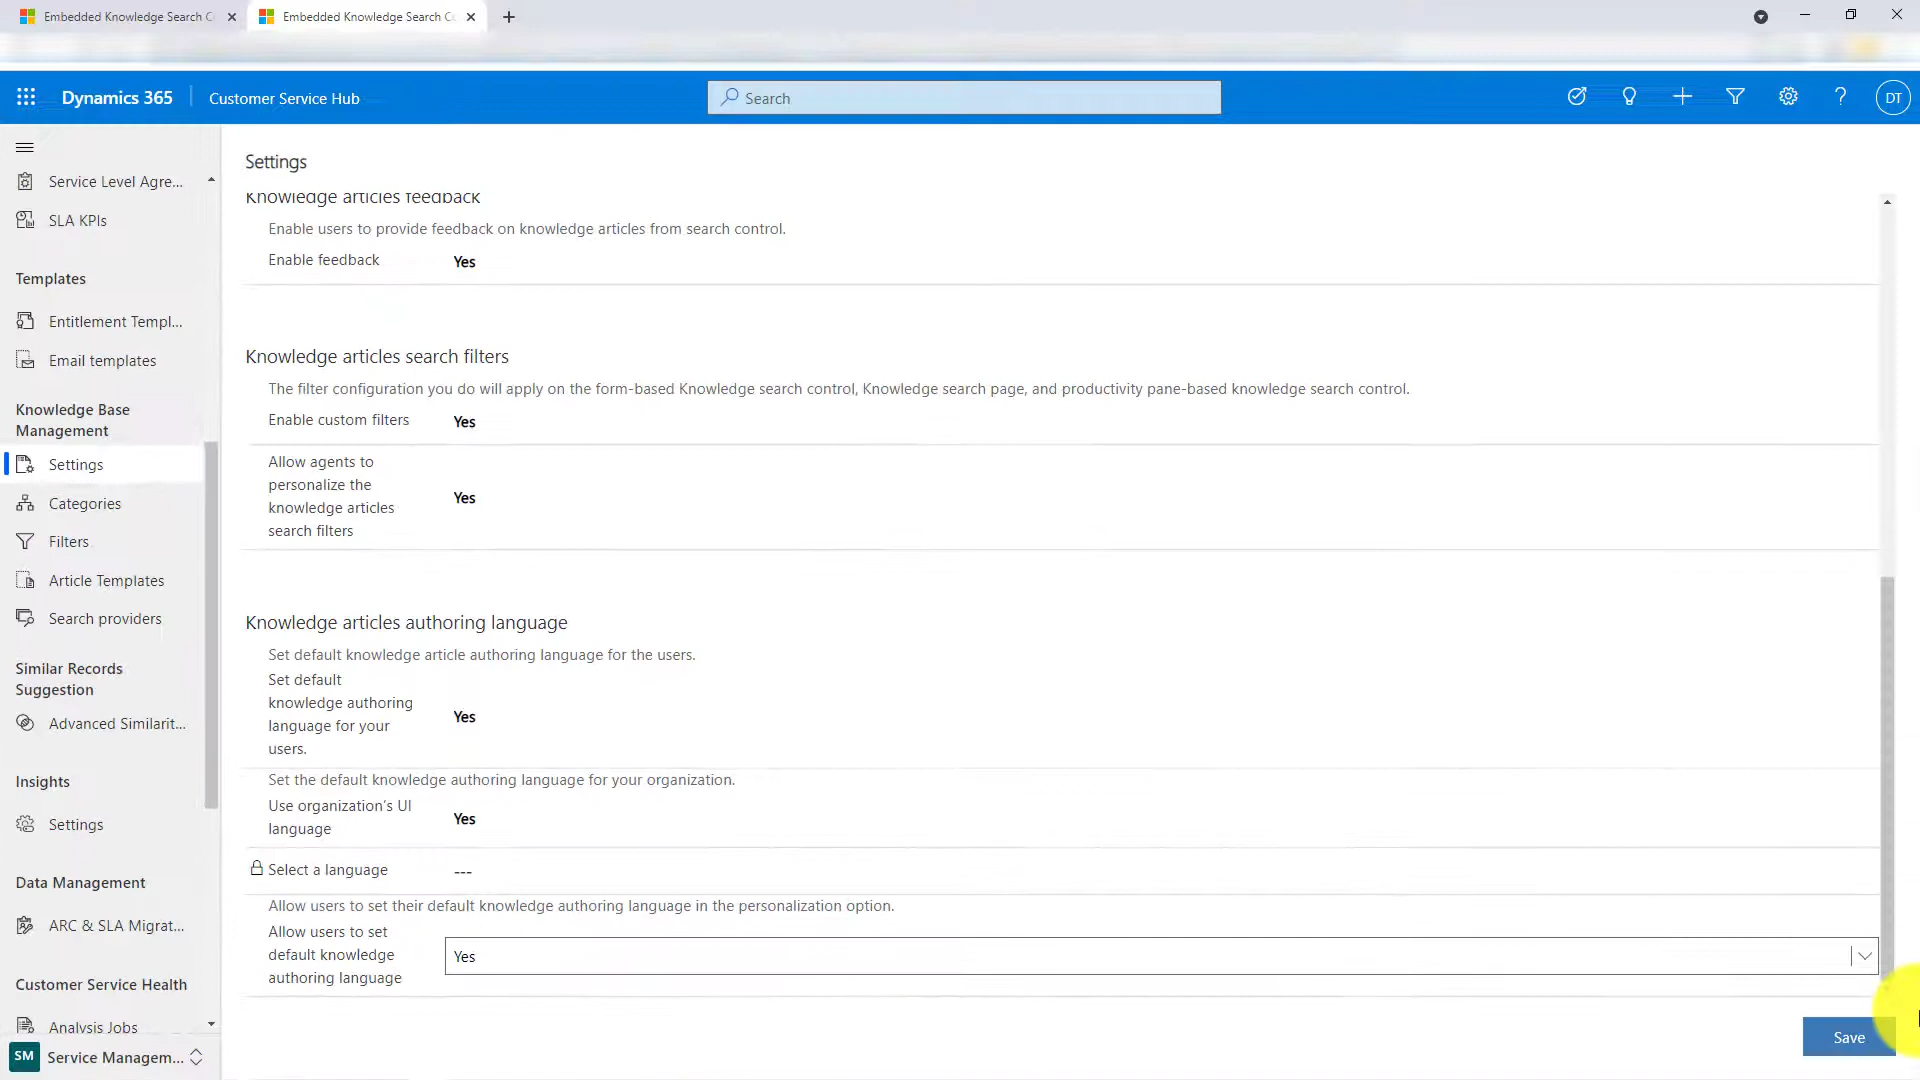 Embedded Knowledge Search C
Embedded Knowledge Search C
Dynamics 365
Customer Service Hub
Search
DT
Service Level Agre...
SLA KPIs
Templates
Entitlement Templ...
Email templates
Knowledge Base
Management
Settings
Categories
Filters
Article Templates
Search providers
Similar Records
Suggestion
Advanced Similarit...
Insights
Settings
Data Management
ARC & SLA Migrat...
Customer Service Health
Analysis Jobs
SM
Service Managem...
Settings
Knowledge articles feedback
Enable users to provide feedback on knowledge articles from search control.
Enable feedback
Yes
Knowledge articles search filters
The filter configuration you do will apply on the form-based Knowledge search control, Knowledge search page, and productivity pane-based knowledge search control.
Enable custom filters
Yes
Allow agents to
personalize the
knowledge articles
search filters
Yes
Knowledge articles authoring language
Set default knowledge article authoring language for the users.
Set default
knowledge authoring
language for your
users.
Yes
Set the default knowledge authoring language for your organization.
Use organization's UI
language
Yes
Select a language
---
Allow users to set their default knowledge authoring language in the personalization option.
Allow users to set
default knowledge
authoring language
Yes
Save